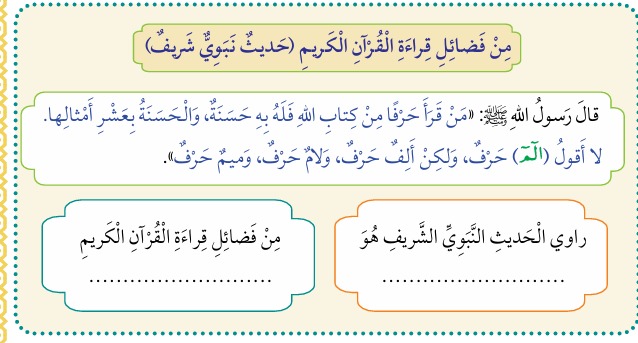 مِنْ فَضائِلِ قِراءَةِ الْقُرْآنِ الْكَريمِ (حَديثٌ نَبَوِيٌّ شَريفٌ)
قالَ رَسولُ اللهِ ﷺ: «مَنْ قَرَأَ حَرْفًا مِنْ كِتابِ اللهِ فَلَهُ بِهِ حَسَنَةٌ، وَالْحَسَنَةُ بِعَشْرِ أَمْثالِها.
لا أَقولُ (الٓمٓ) حَرْفٌ، وَلكِنْ أَلِفٌ حَرْفٌ، وَلامٌ حَرْفٌ، وَميمٌ حَرْفٌ».
راوي الْحَديثِ النَّبَوِيِّ الشَّريفِ هُوَ
...........................
مِنْ فَضائِلِ قِراءَةِ الْقُرْآنِ الْكَريمِ
...........................